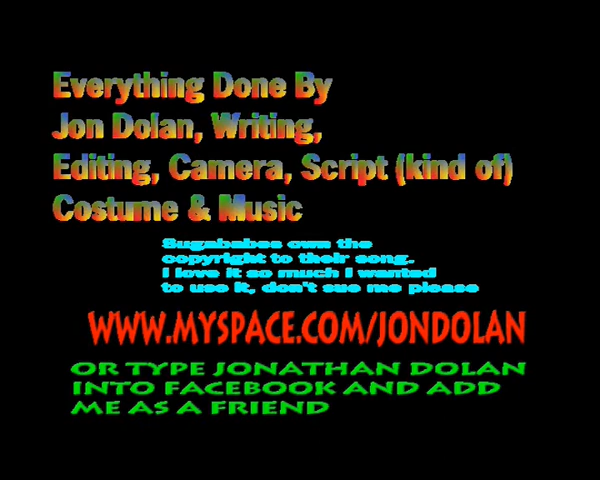 Everything Done By
Jon Dolan, Writing,
Editing, Camera, Script (kind of)
Costume & Music
Sugababes own the
copyright to their song.
I love it so much I wanted
to use it, don't sue me please
WWW.MYSPACE.COM/JONDOLAN
OR TYPE JONATHAN DOLAN
INTO FACEBOOK AND ADD
ME AS A FRIEND